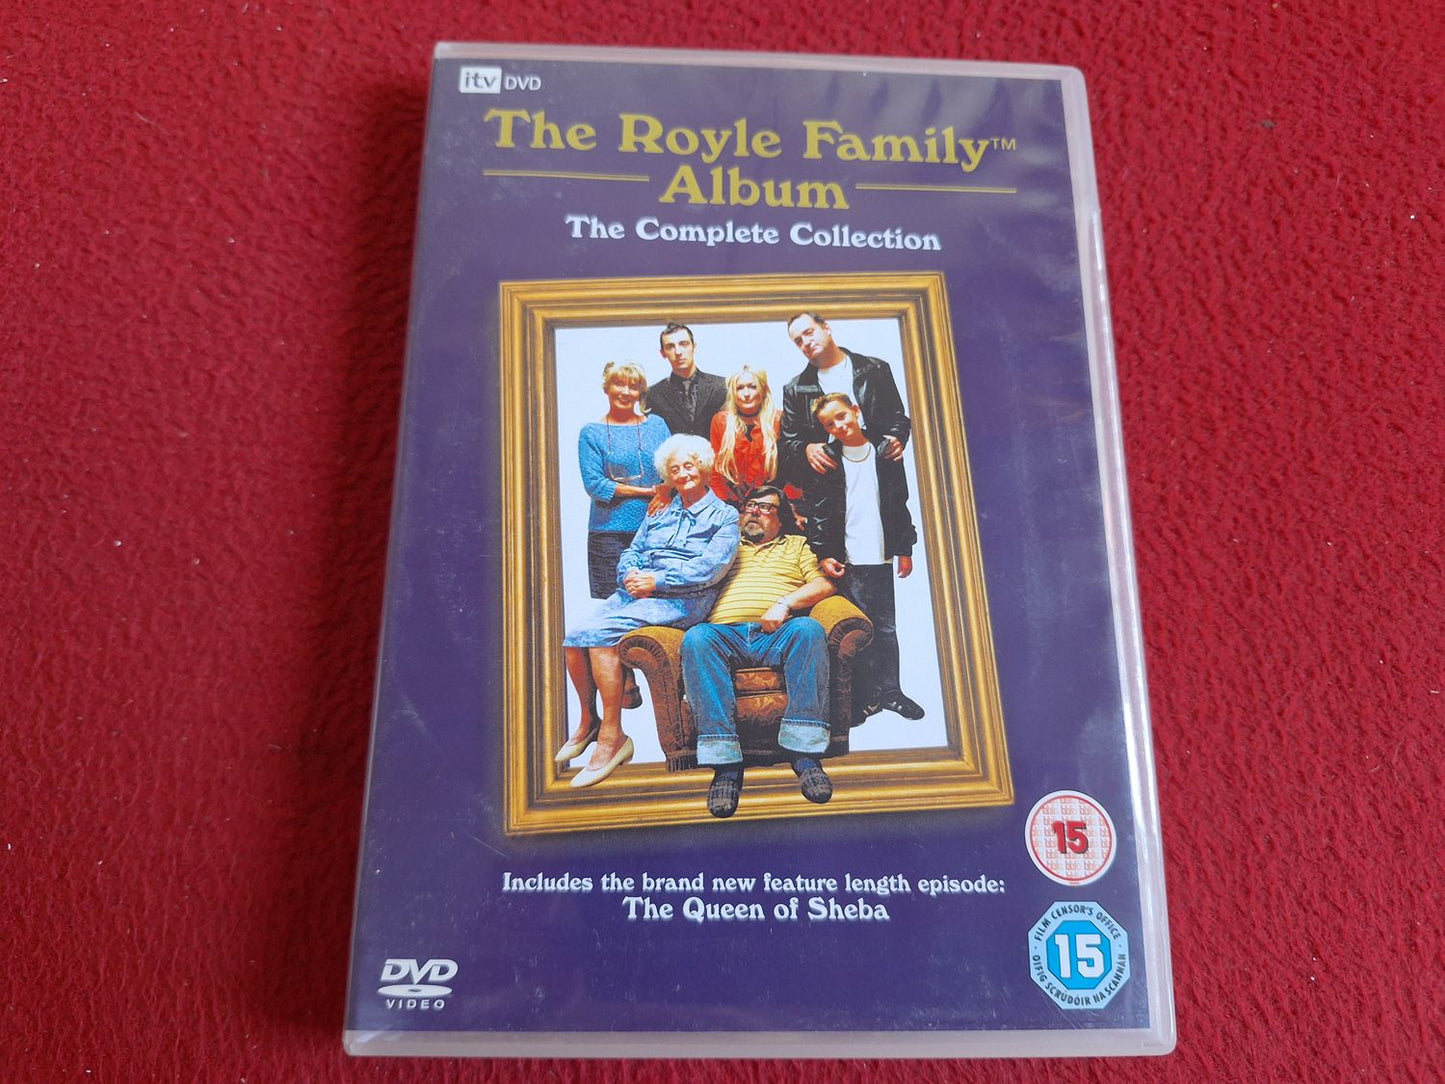 itv DVD
The Royle Family™
Album
The Complete Collection
15
Includes the brand new feature length episode:
The Queen of Sheba
FILM CENSOR'S OFFICE
15
OIFIG SCRÚDÓIR NA SCANNÁN
DVD
VIDEO